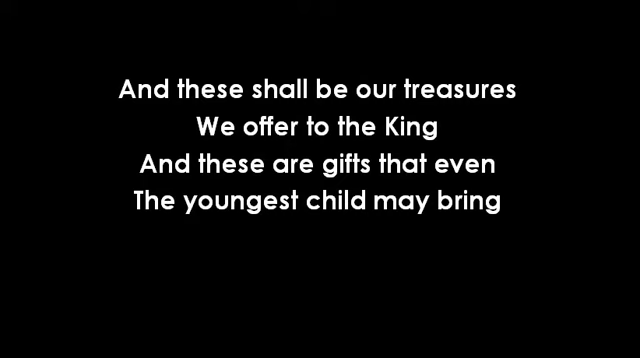 And these shall be our treasures
We offer to the King
And these are gifts that even
The youngest child may bring